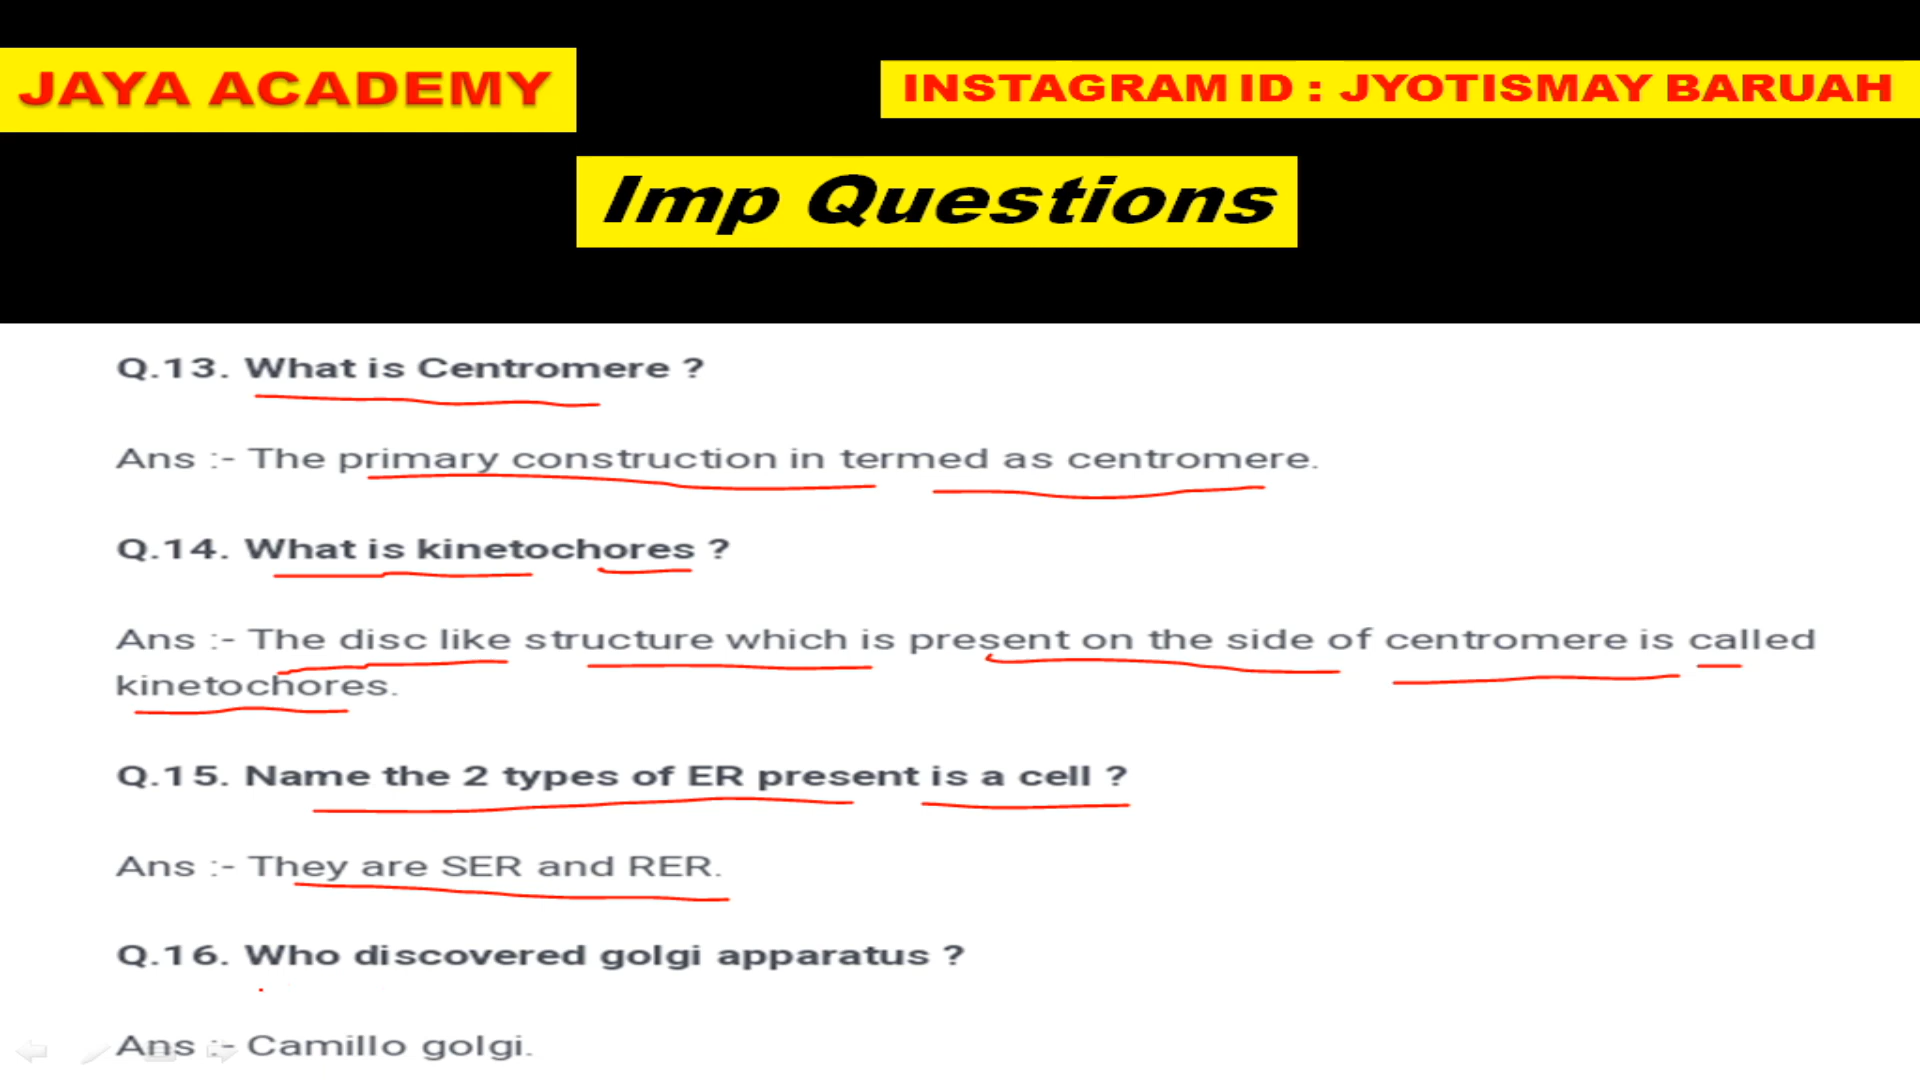 JAYA ACADEMY
INSTAGRAM ID : JYOTISMAY BARUAH
Imp Questions
Q.13. What is Centromere ?
Ans :- The primary construction in termed as centromere.
Q.14. What is kinetochores ?
Ans :- The disc like structure which is present on the side of centromere is called
kinetochores.
Q.15. Name the 2 types of ER present is a cell ?
Ans :- They are SER and RER.
Q.16. Who discovered golgi apparatus ?
Ans :- Camillo golgi.